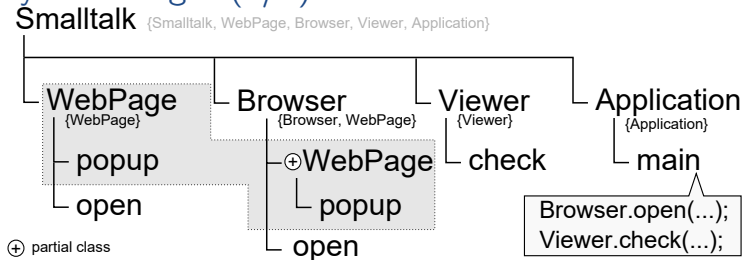 Smalltalk {Smalltalk, WebPage, Browser, Viewer, Application}
WebPage Browser Viewer Application
{WebPage} {Browser, WebPage} {Viewer} {Application}
popup ⊕WebPage check main
open popup
Browser.open(...);
Viewer.check(...);
⊕ partial class
open